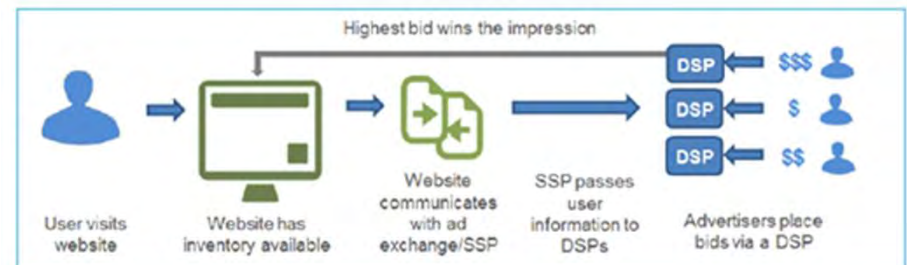 Highest bid wins the impression
DSP
$$$
DSP
$
DSP
$$
User visits
website
Website has
inventory available
Website
communicates
with ad
exchange/SSP
SSP passes
user
information to
DSPs
Advertisers place
bids via a DSP